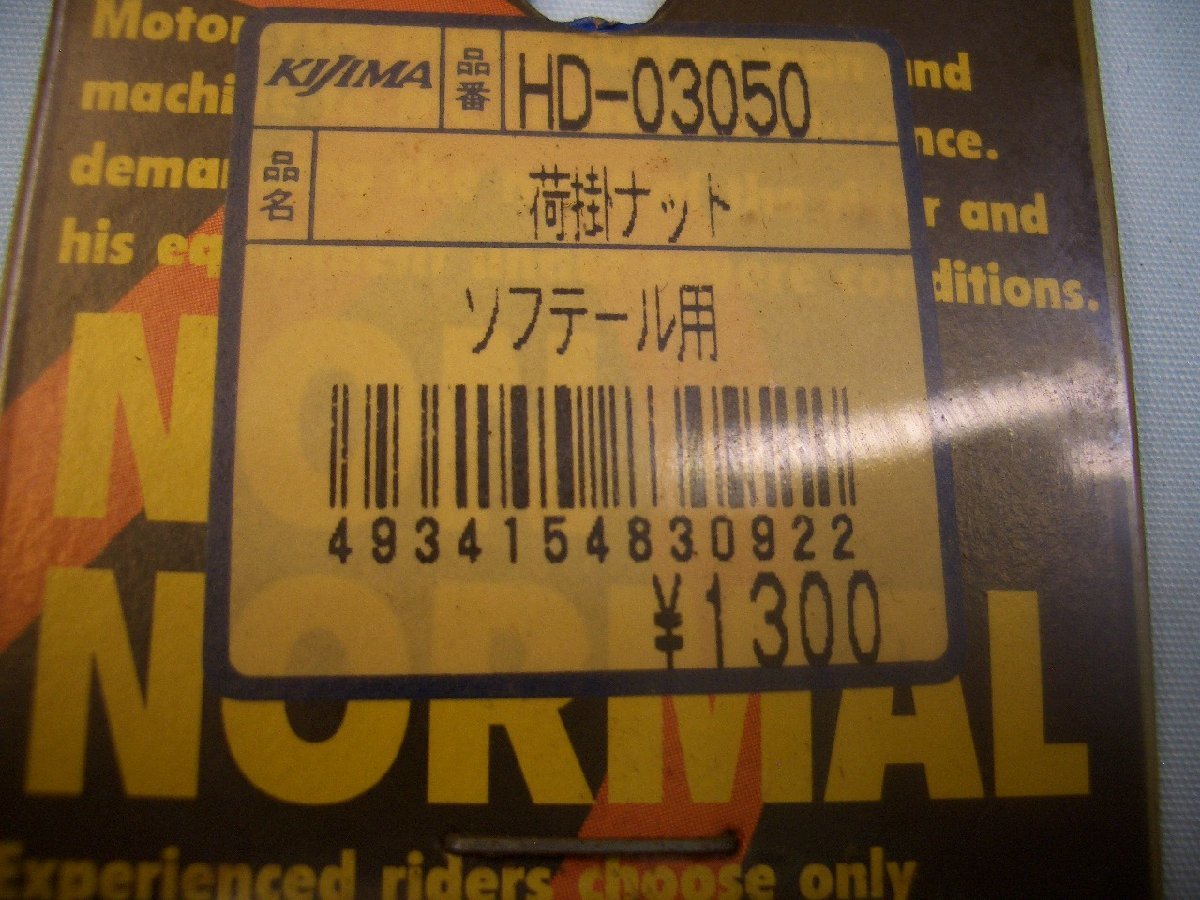 KIJIMA 品番 HD-03050
品名 荷掛ナット
ソフテール用
4934154830922
¥1300
Motor and
machi nce.
demai r and
his eq ditions.
NORMAL
Experienced riders choose only